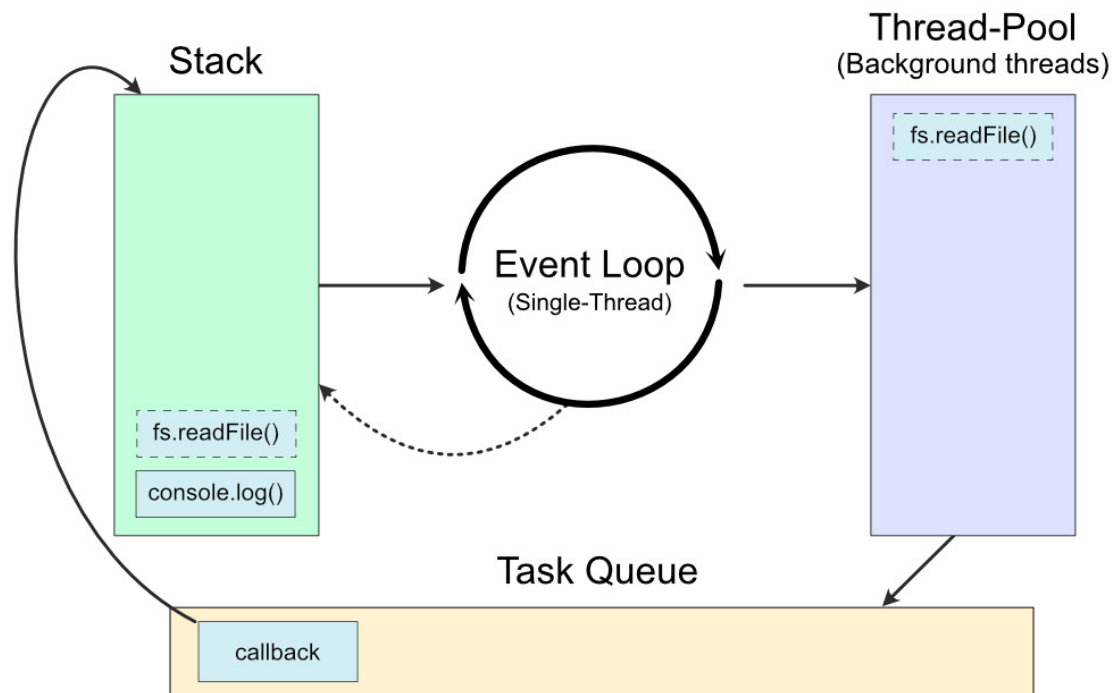 Stack
Thread-Pool
(Background threads)
fs.readFile()
Event Loop
(Single-Thread)
fs.readFile()
console.log()
Task Queue
callback